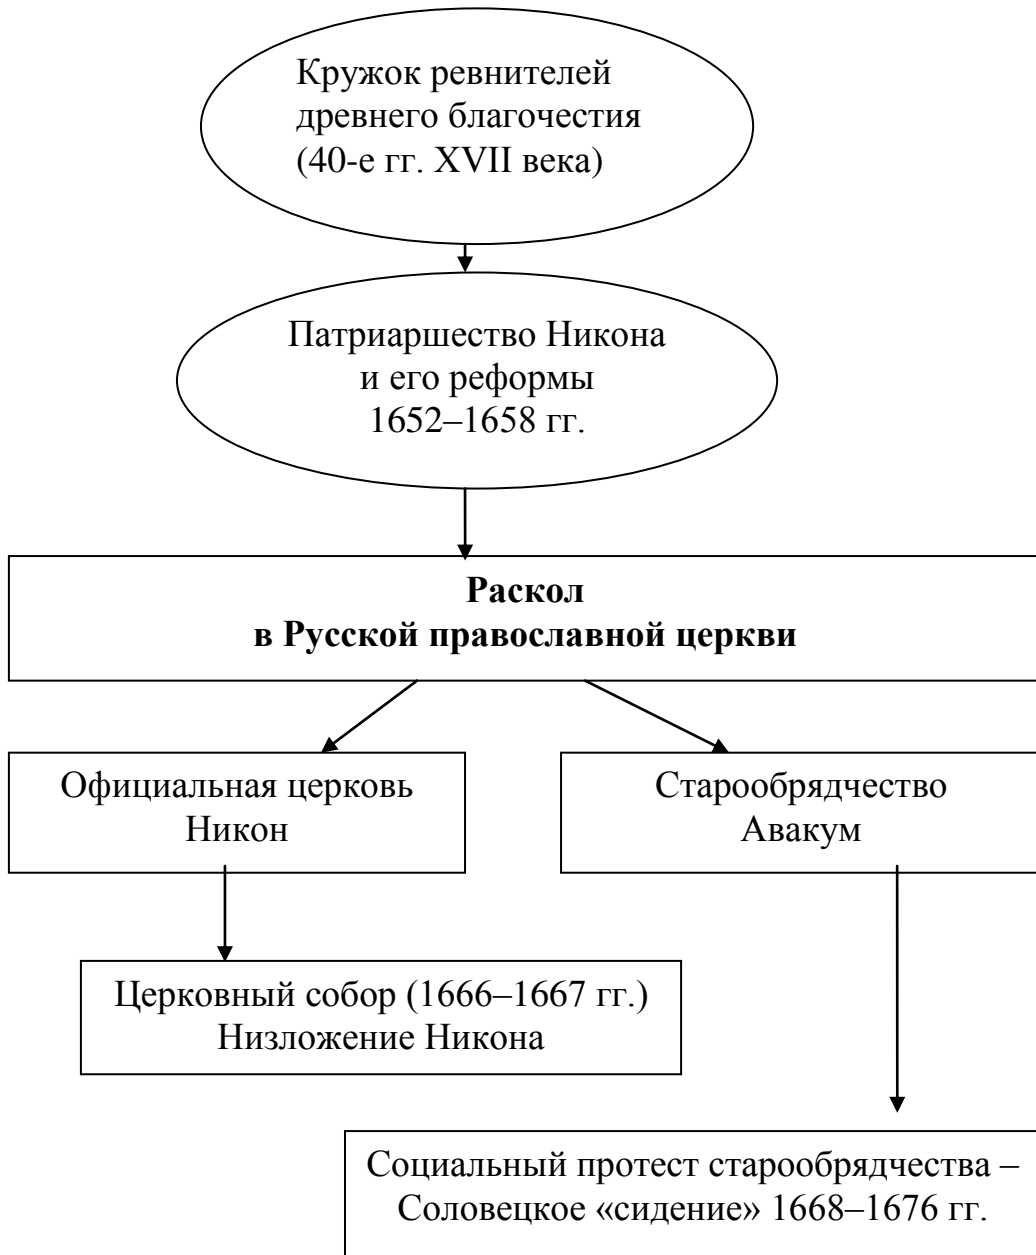 Кружок ревнителей
древнего благочестия
(40-е гг. XVII века)
Патриаршество Никона
и его реформы
1652–1658 гг.
Раскол
в Русской православной церкви
Официальная церковь
Никон
Старообрядчество
Авакум
Церковный собор (1666–1667 гг.)
Низложение Никона
Социальный протест старообрядчества –
Соловецкое «сидение» 1668–1676 гг.